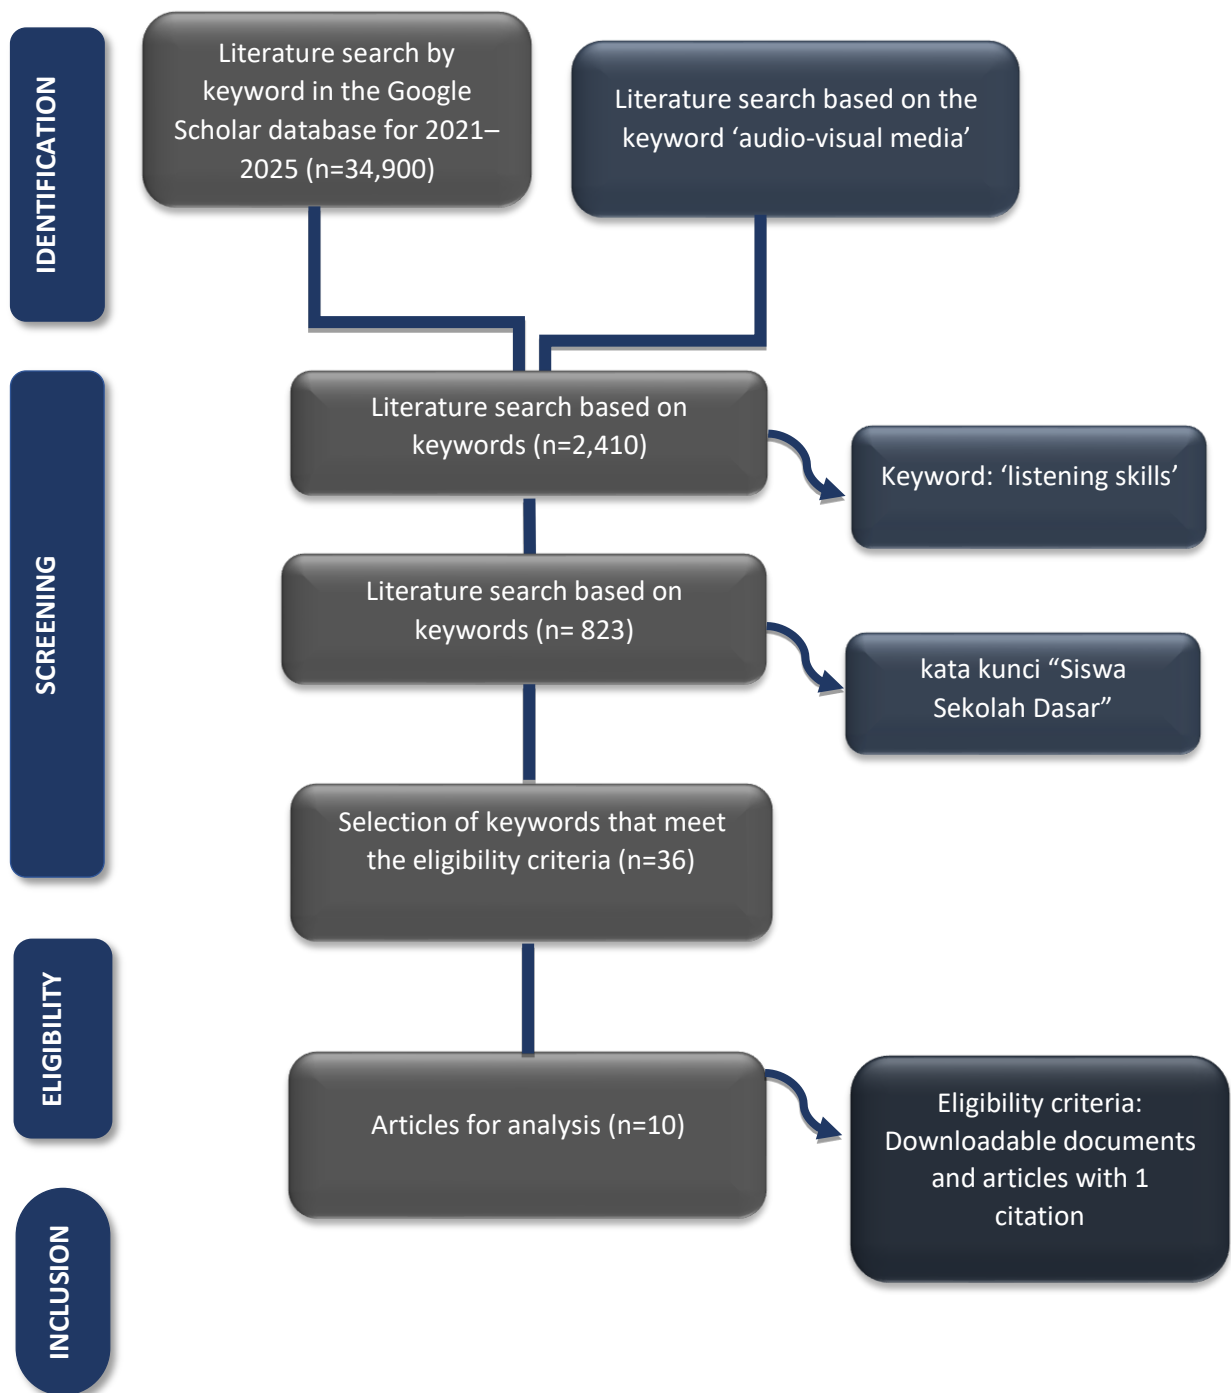 IDENTIFICATION
Literature search by
keyword in the Google
Scholar database for 2021–
2025 (n=34,900)
Literature search based on the
keyword ‘audio-visual media’
SCREENING
Literature search based on
keywords (n=2,410)
Keyword: ‘listening skills’
Literature search based on
keywords (n= 823)
kata kunci “Siswa
Sekolah Dasar”
Selection of keywords that meet
the eligibility criteria (n=36)
ELIGIBILITY
Articles for analysis (n=10)
Eligibility criteria:
Downloadable documents
and articles with 1
citation
INCLUSION